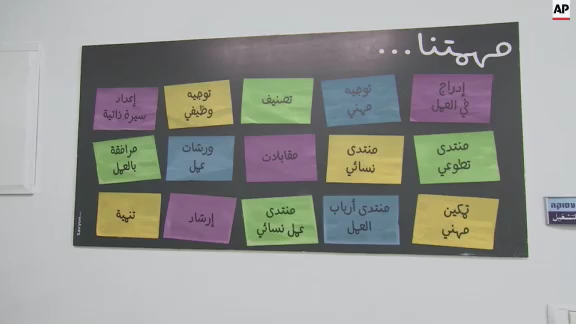 AP
مهمتنا...
إدراج
في العمل
توجيه
مهني
تصنيف
توجيه
وظيفي
إعداد
سيرة ذاتية
منتدى
تطوعي
منتدى
نسائي
مقابلات
ورشات
عمل
مرافقة
بالعمل
تمكين
مهني
منتدى أرباب
العمل
منتدى
عمل نسائي
إرشاد
تنمية